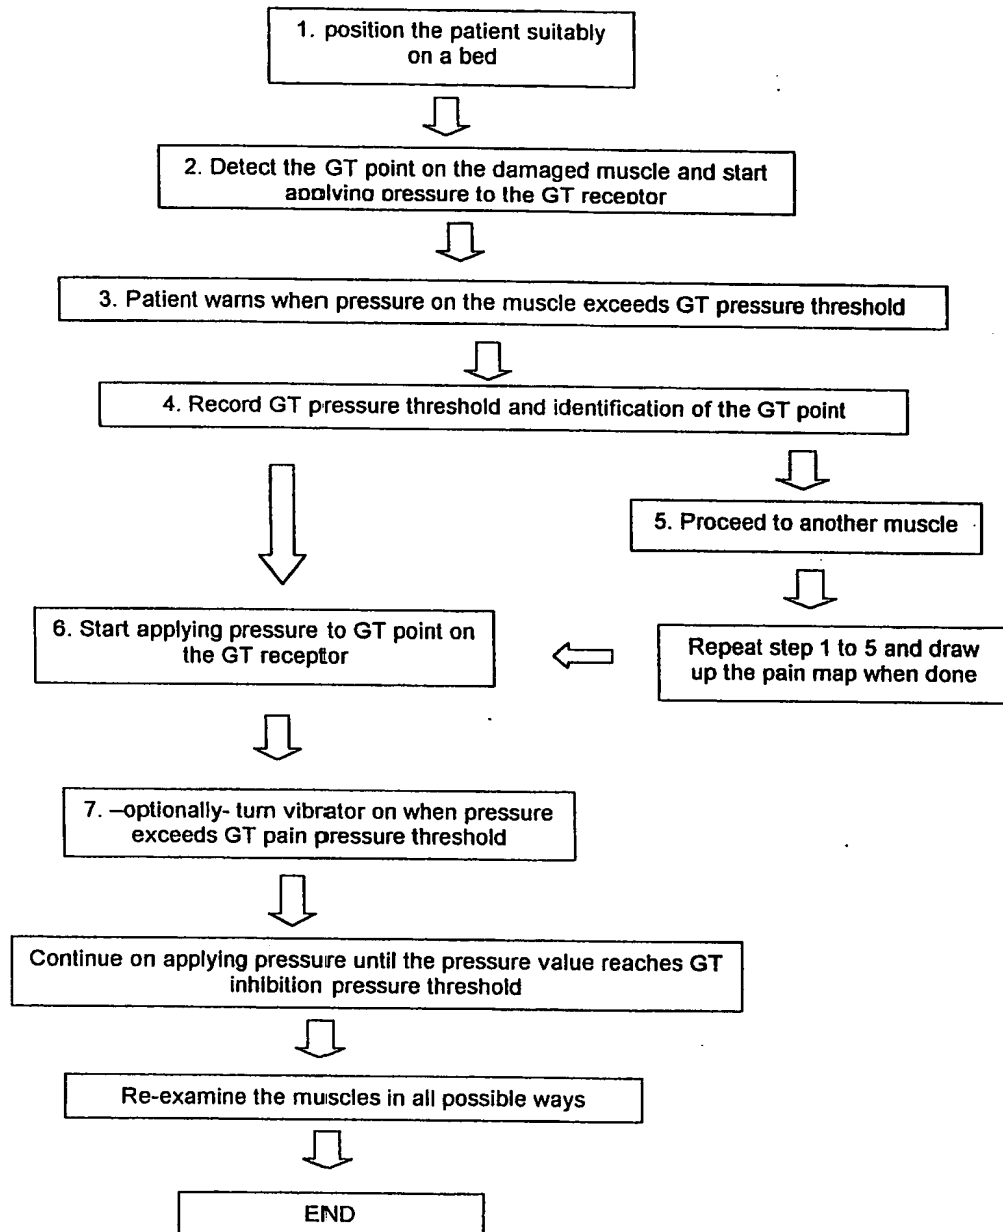 1. position the patient suitably
on a bed
2. Detect the GT point on the damaged muscle and start
applying pressure to the GT receptor
3. Patient warns when pressure on the muscle exceeds GT pressure threshold
4. Record GT pressure threshold and identification of the GT point
5. Proceed to another muscle
6. Start applying pressure to GT point on
the GT receptor
Repeat step 1 to 5 and draw
up the pain map when done
7. –optionally- turn vibrator on when pressure
exceeds GT pain pressure threshold
Continue on applying pressure until the pressure value reaches GT
inhibition pressure threshold
Re-examine the muscles in all possible ways
END